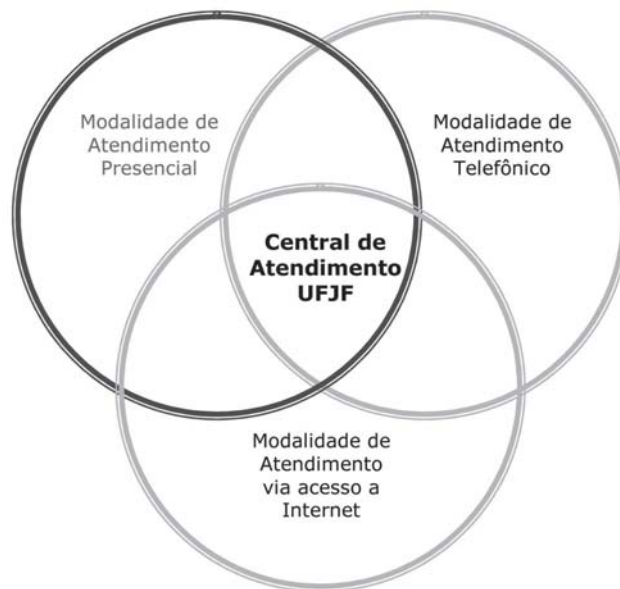 Modalidade de
Atendimento
Presencial
Modalidade de
Atendimento
Telefônico
Central de
Atendimento
UFJF
Modalidade de
Atendimento
via acesso a
Internet